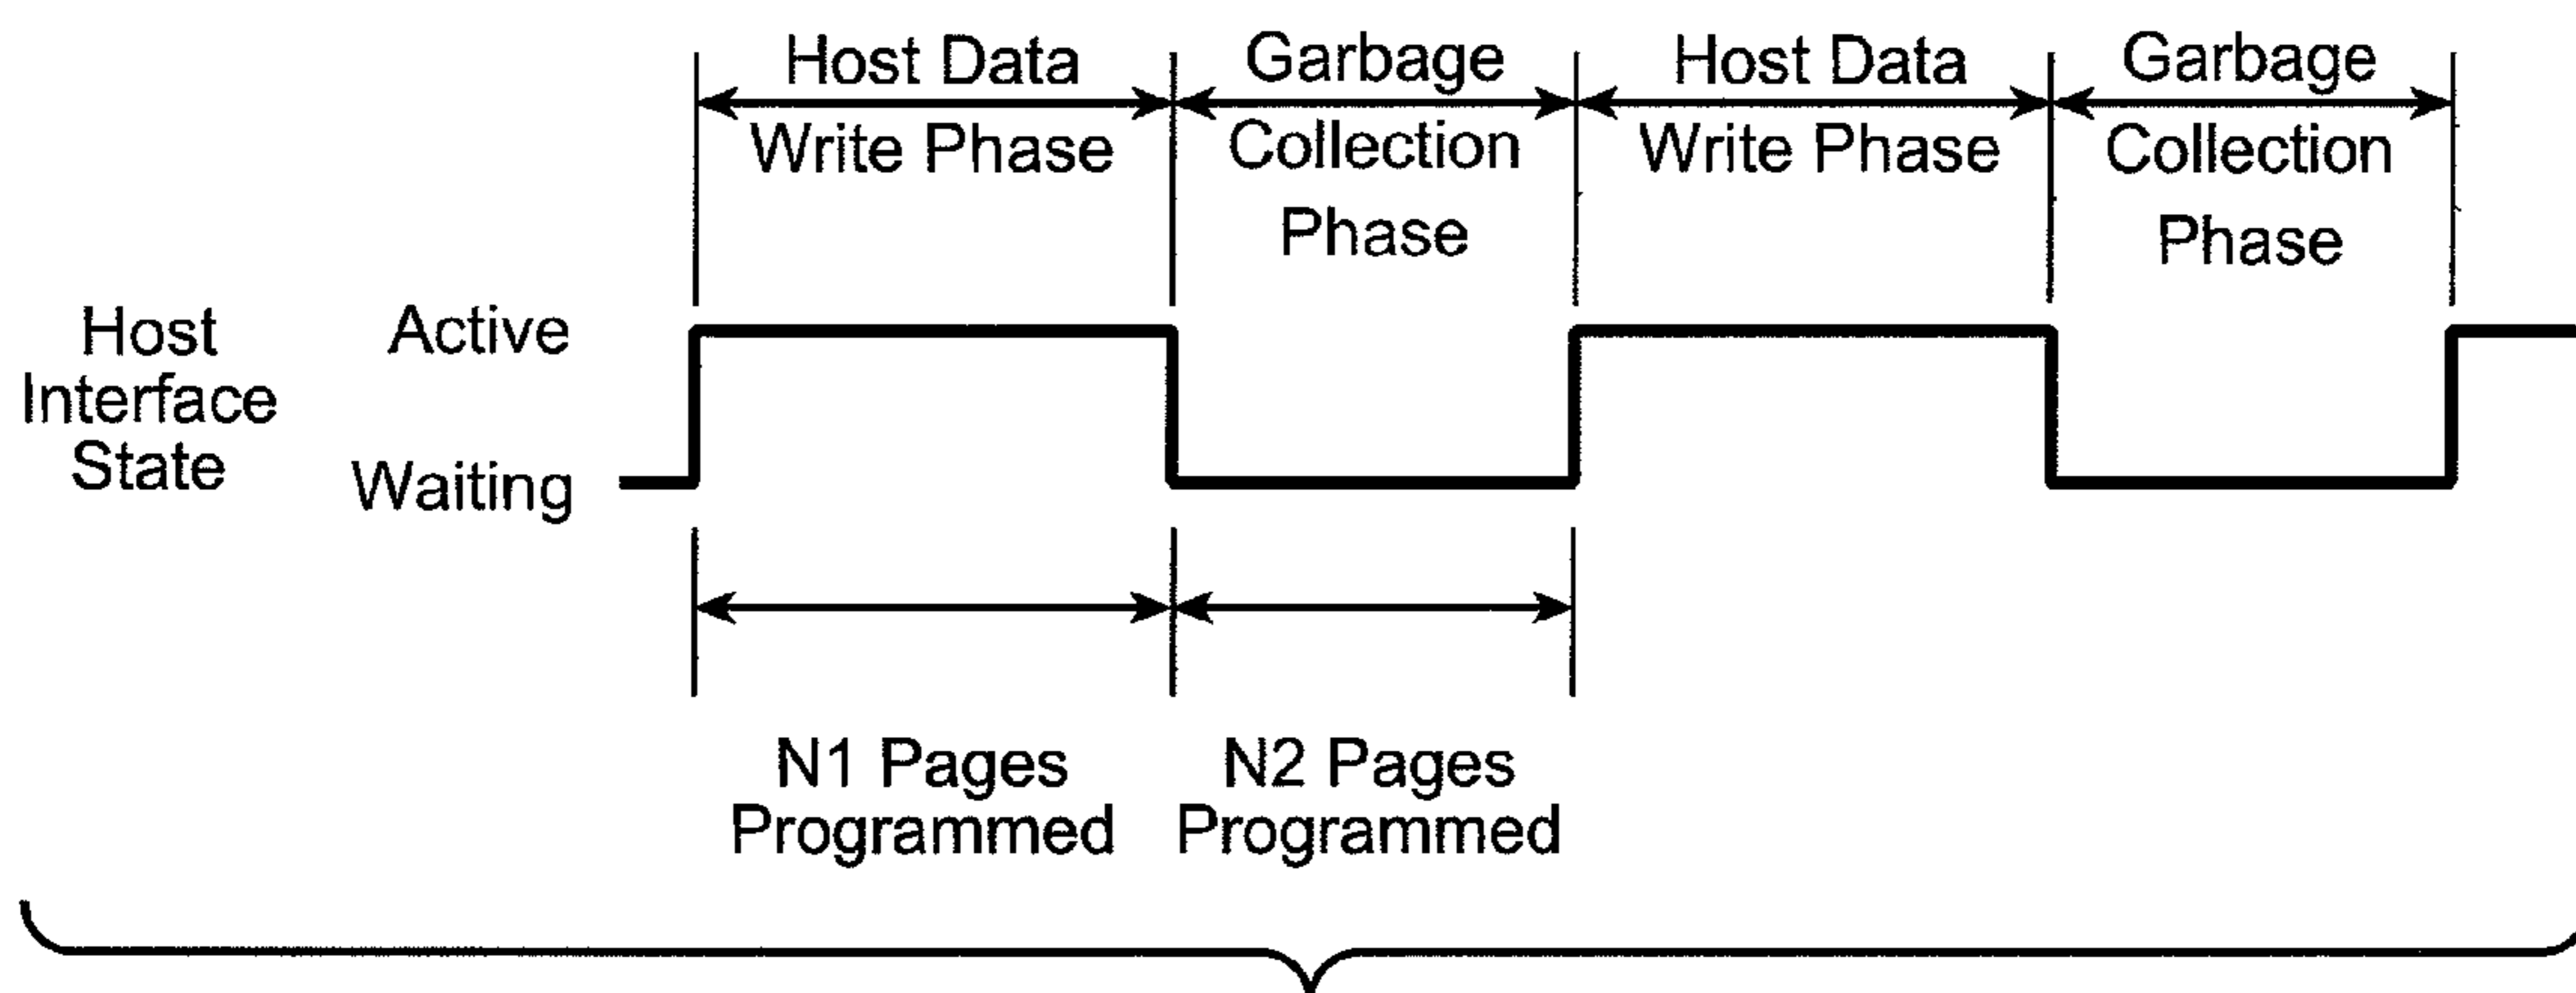 Host Data
Write Phase
Garbage
Collection
Phase
Host Data
Write Phase
Garbage
Collection
Phase
Host
Interface
State
Active
Waiting
N1 Pages
Programmed
N2 Pages
Programmed